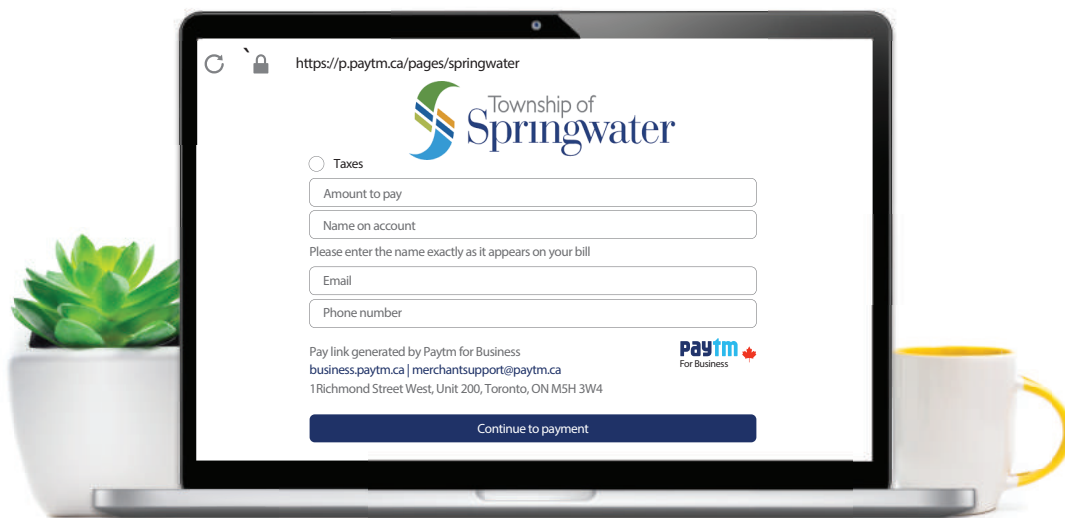 https://p.paytm.ca/pages/springwater
Township of
Springwater
Taxes
Amount to pay
Name on account
Please enter the name exactly as it appears on your bill
Email
Phone number
Pay link generated by Paytm for Business
paytm
business.paytm.ca | merchantsupport@paytm.ca
For Business
1Richmond Street West, Unit 200, Toronto, ON M5H 3W4
Continue to payment